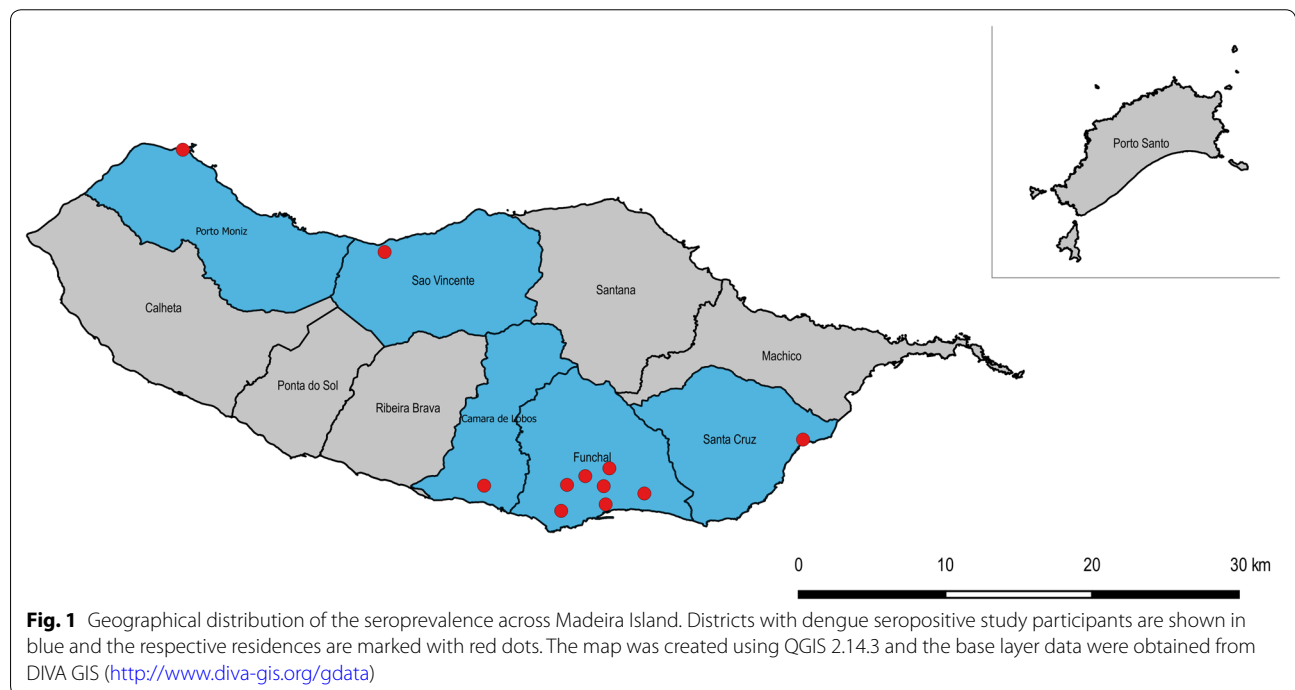 Porto Santo
Porto Moniz
Sao Vincente
Santana
Calheta
Machico
Ponta do Sol
Ribeira Brava
Camara de Lobos
Santa Cruz
Funchal
0 10 20 30 km
Fig. 1 Geographical distribution of the seroprevalence across Madeira Island. Districts with dengue seropositive study participants are shown in
blue and the respective residences are marked with red dots. The map was created using QGIS 2.14.3 and the base layer data were obtained from
DIVA GIS (http://www.diva-gis.org/gdata)